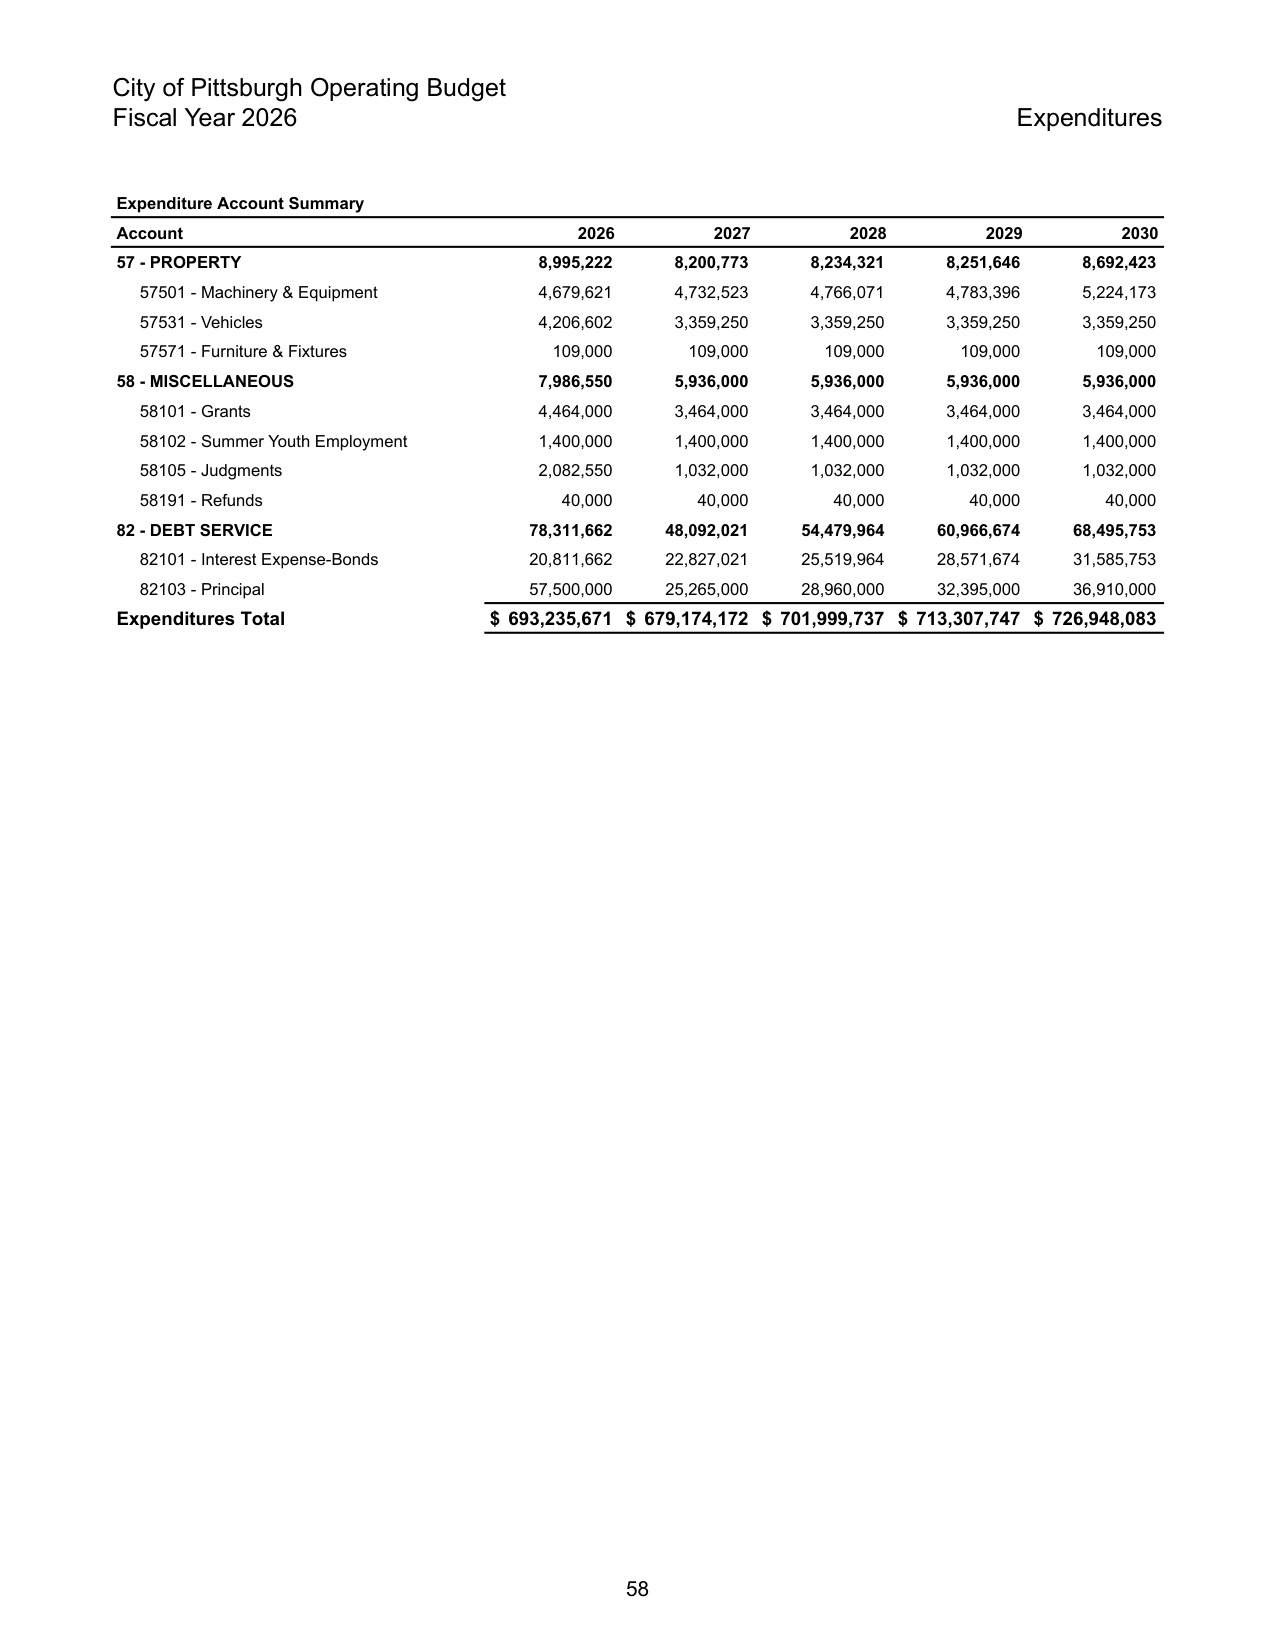 City of Pittsburgh Operating Budget
Fiscal Year 2026 Expenditures
Expenditure Account Summary
Account 2026 2027 2028 2029 2030
57 - PROPERTY 8,995,222 8,200,773 8,234,321 8,251,646 8,692,423
57501 - Machinery & Equipment 4,679,621 4,732,523 4,766,071 4,783,396 5,224,173
57531 - Vehicles 4,206,602 3,359,250 3,359,250 3,359,250 3,359,250
57571 - Furniture & Fixtures 109,000 109,000 109,000 109,000 109,000
58 - MISCELLANEOUS 7,986,550 5,936,000 5,936,000 5,936,000 5,936,000
58101 - Grants 4,464,000 3,464,000 3,464,000 3,464,000 3,464,000
58102 - Summer Youth Employment 1,400,000 1,400,000 1,400,000 1,400,000 1,400,000
58105 - Judgments 2,082,550 1,032,000 1,032,000 1,032,000 1,032,000
58191 - Refunds 40,000 40,000 40,000 40,000 40,000
82 - DEBT SERVICE 78,311,662 48,092,021 54,479,964 60,966,674 68,495,753
82101 - Interest Expense-Bonds 20,811,662 22,827,021 25,519,964 28,571,674 31,585,753
82103 - Principal 57,500,000 25,265,000 28,960,000 32,395,000 36,910,000
Expenditures Total $ 693,235,671 $ 679,174,172 $ 701,999,737 $ 713,307,747 $ 726,948,083
58